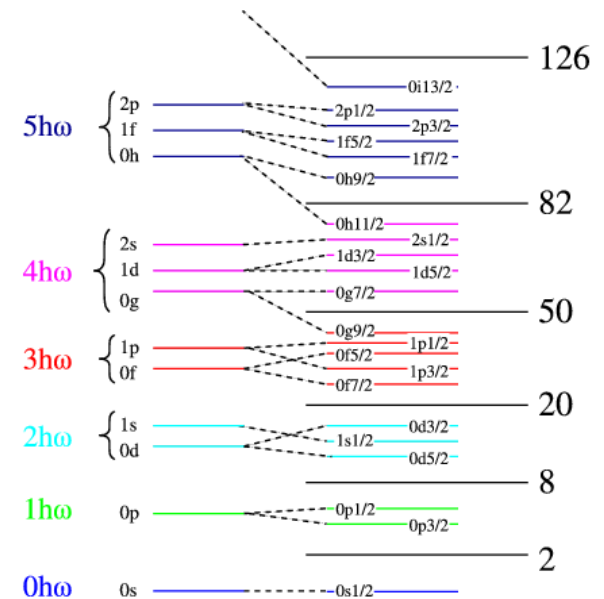 126
0i13/2
2p 2p1/2
2p3/2
5hω 1f 1f5/2
1f7/2
0h 0h9/2
82
0h11/2
2s 2s1/2
1d3/2
4hω 1d 1d5/2
0g 0g7/2
50
0g9/2
1p 1p1/2
3hω 0f5/2
0f 1p3/2
0f7/2
20
1s 0d3/2
2hω 1s1/2
0d 0d5/2
8
1hω 0p 0p1/2
0p3/2
2
0hω 0s 0s1/2